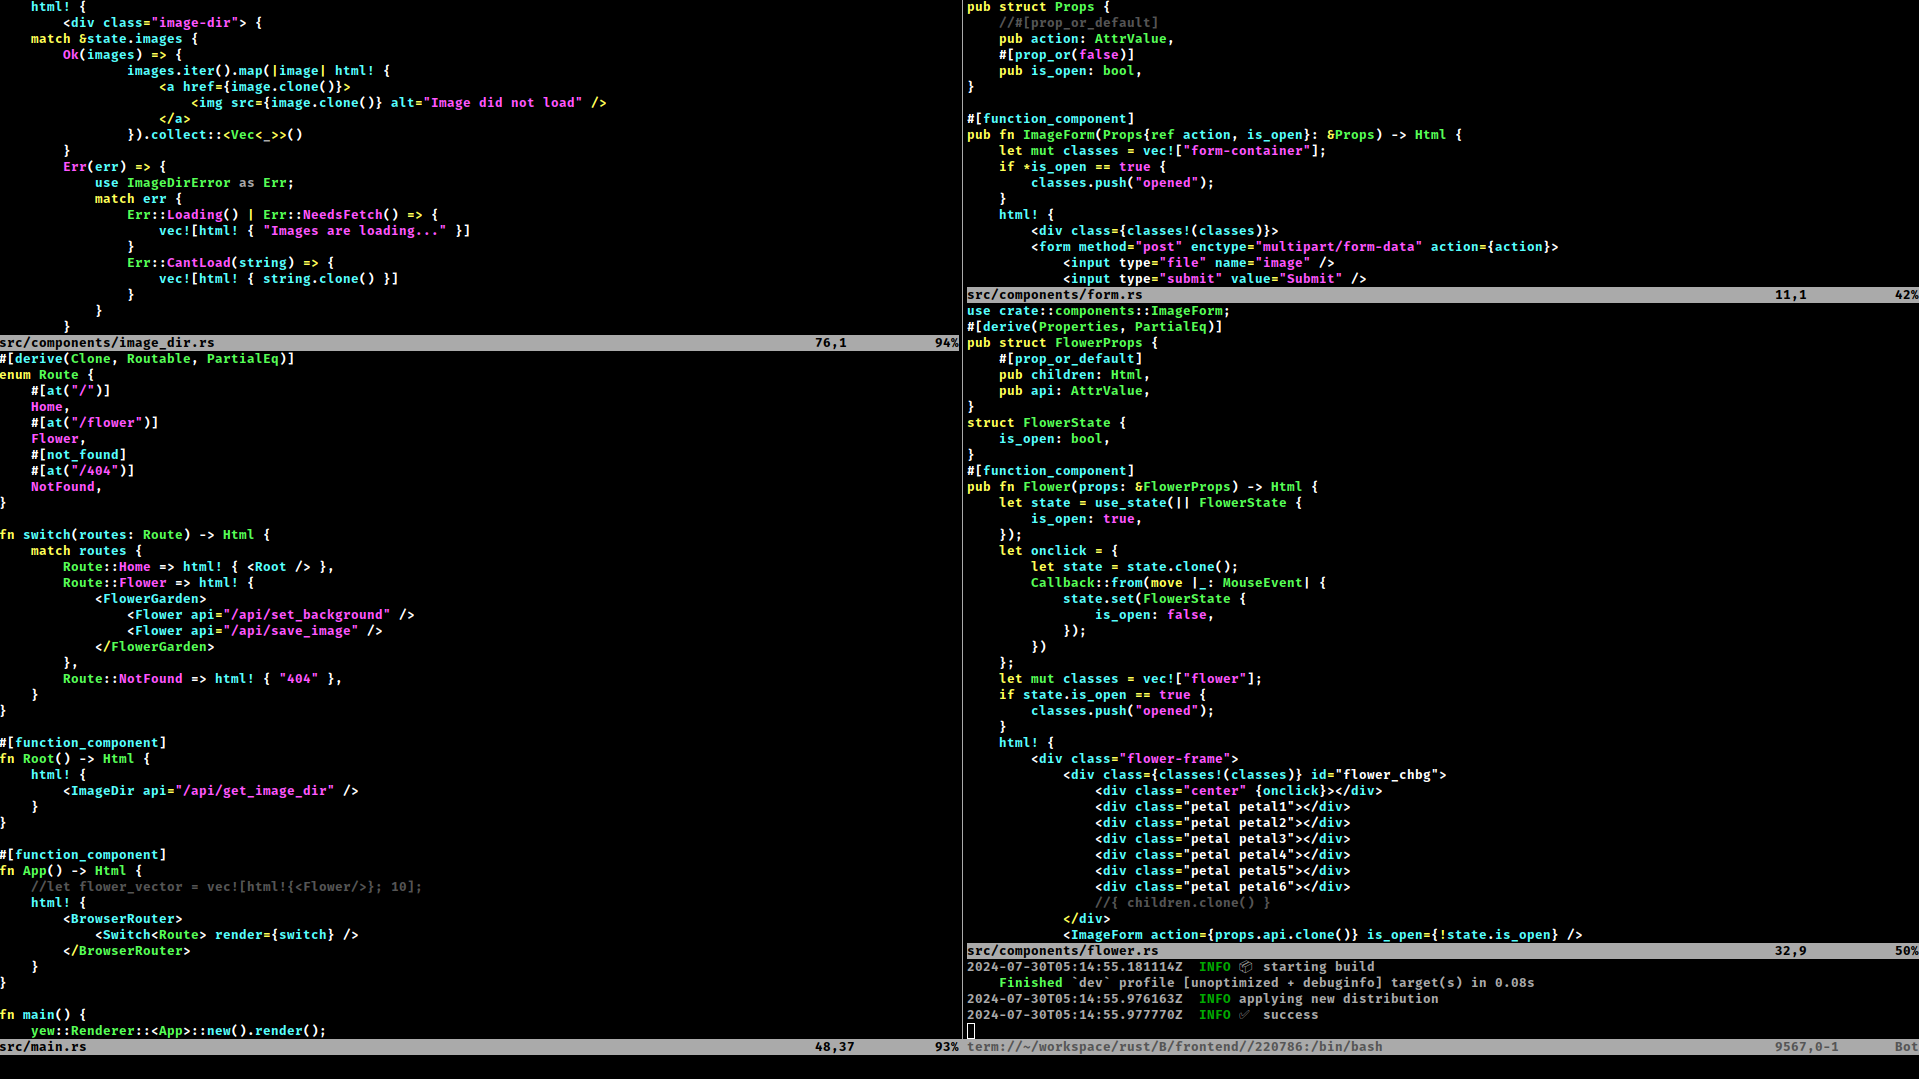 html! {
        <div class="image-dir"> {
    match &state.images {
        Ok(images) => {
                images.iter().map(|image| html! {
                    <a href={image.clone()}>
                        <img src={image.clone()} alt="Image did not load" />
                    </a>
                }).collect::<Vec<_>>()
        }
        Err(err) => {
            use ImageDirError as Err;
            match err {
                Err::Loading() | Err::NeedsFetch() => {
                    vec![html! { "Images are loading..." }]
                }
                Err::CantLoad(string) => {
                    vec![html! { string.clone() }]
                }
            }
        }
src/components/image_dir.rs 76,1 94%
#[derive(Clone, Routable, PartialEq)]
enum Route {
    #[at("/")]
    Home,
    #[at("/flower")]
    Flower,
    #[not_found]
    #[at("/404")]
    NotFound,
}

fn switch(routes: Route) -> Html {
    match routes {
        Route::Home => html! { <Root /> },
        Route::Flower => html! {
            <FlowerGarden>
                <Flower api="/api/set_background" />
                <Flower api="/api/save_image" />
            </FlowerGarden>
        },
        Route::NotFound => html! { "404" },
    }
}

#[function_component]
fn Root() -> Html {
    html! {
        <ImageDir api="/api/get_image_dir" />
    }
}

#[function_component]
fn App() -> Html {
    //let flower_vector = vec![html!{<Flower/>}; 10];
    html! {
        <BrowserRouter>
            <Switch<Route> render={switch} />
        </BrowserRouter>
    }
}

fn main() {
    yew::Renderer::<App>::new().render();
src/main.rs 48,37 93%
pub struct Props {
    //#[prop_or_default]
    pub action: AttrValue,
    #[prop_or(false)]
    pub is_open: bool,
}

#[function_component]
pub fn ImageForm(Props{ref action, is_open}: &Props) -> Html {
    let mut classes = vec!["form-container"];
    if *is_open == true {
        classes.push("opened");
    }
    html! {
        <div class={classes!(classes)}>
        <form method="post" enctype="multipart/form-data" action={action}>
            <input type="file" name="image" />
            <input type="submit" value="Submit" />
src/components/form.rs 11,1 42%
use crate::components::ImageForm;
#[derive(Properties, PartialEq)]
pub struct FlowerProps {
    #[prop_or_default]
    pub children: Html,
    pub api: AttrValue,
}
struct FlowerState {
    is_open: bool,
}
#[function_component]
pub fn Flower(props: &FlowerProps) -> Html {
    let state = use_state(|| FlowerState {
        is_open: true,
    });
    let onclick = {
        let state = state.clone();
        Callback::from(move |_: MouseEvent| {
            state.set(FlowerState {
                is_open: false,
            });
        })
    };
    let mut classes = vec!["flower"];
    if state.is_open == true {
        classes.push("opened");
    }
    html! {
        <div class="flower-frame">
            <div class={classes!(classes)} id="flower_chbg">
                <div class="center" {onclick}></div>
                <div class="petal petal1"></div>
                <div class="petal petal2"></div>
                <div class="petal petal3"></div>
                <div class="petal petal4"></div>
                <div class="petal petal5"></div>
                <div class="petal petal6"></div>
                //{ children.clone() }
            </div>
            <ImageForm action={props.api.clone()} is_open={!state.is_open} />
src/components/flower.rs 32,9 50%
2024-07-30T05:14:55.181114Z  INFO 📦 starting build
    Finished `dev` profile [unoptimized + debuginfo] target(s) in 0.08s
2024-07-30T05:14:55.976163Z  INFO applying new distribution
2024-07-30T05:14:55.977770Z  INFO ✅ success
term://~/workspace/rust/B/frontend//220786:/bin/bash 9567,0-1 Bot